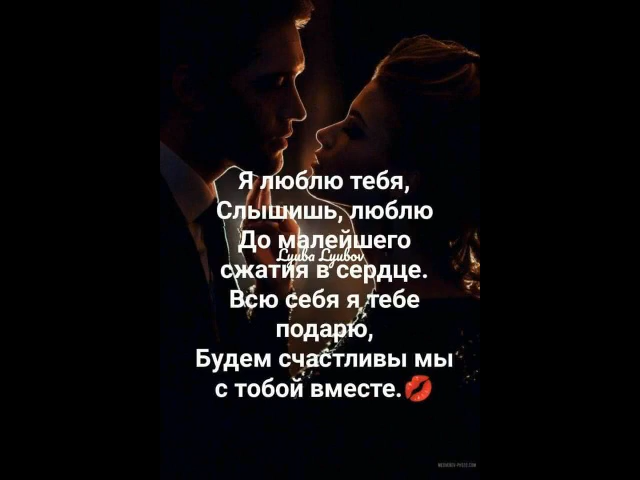 Я люблю тебя,
Слышишь, люблю
До малейшего
Lyuba Lyubov
сжатия в сердце.
Всю себя я тебе
подарю,
Будем счастливы мы
с тобой вместе.💋